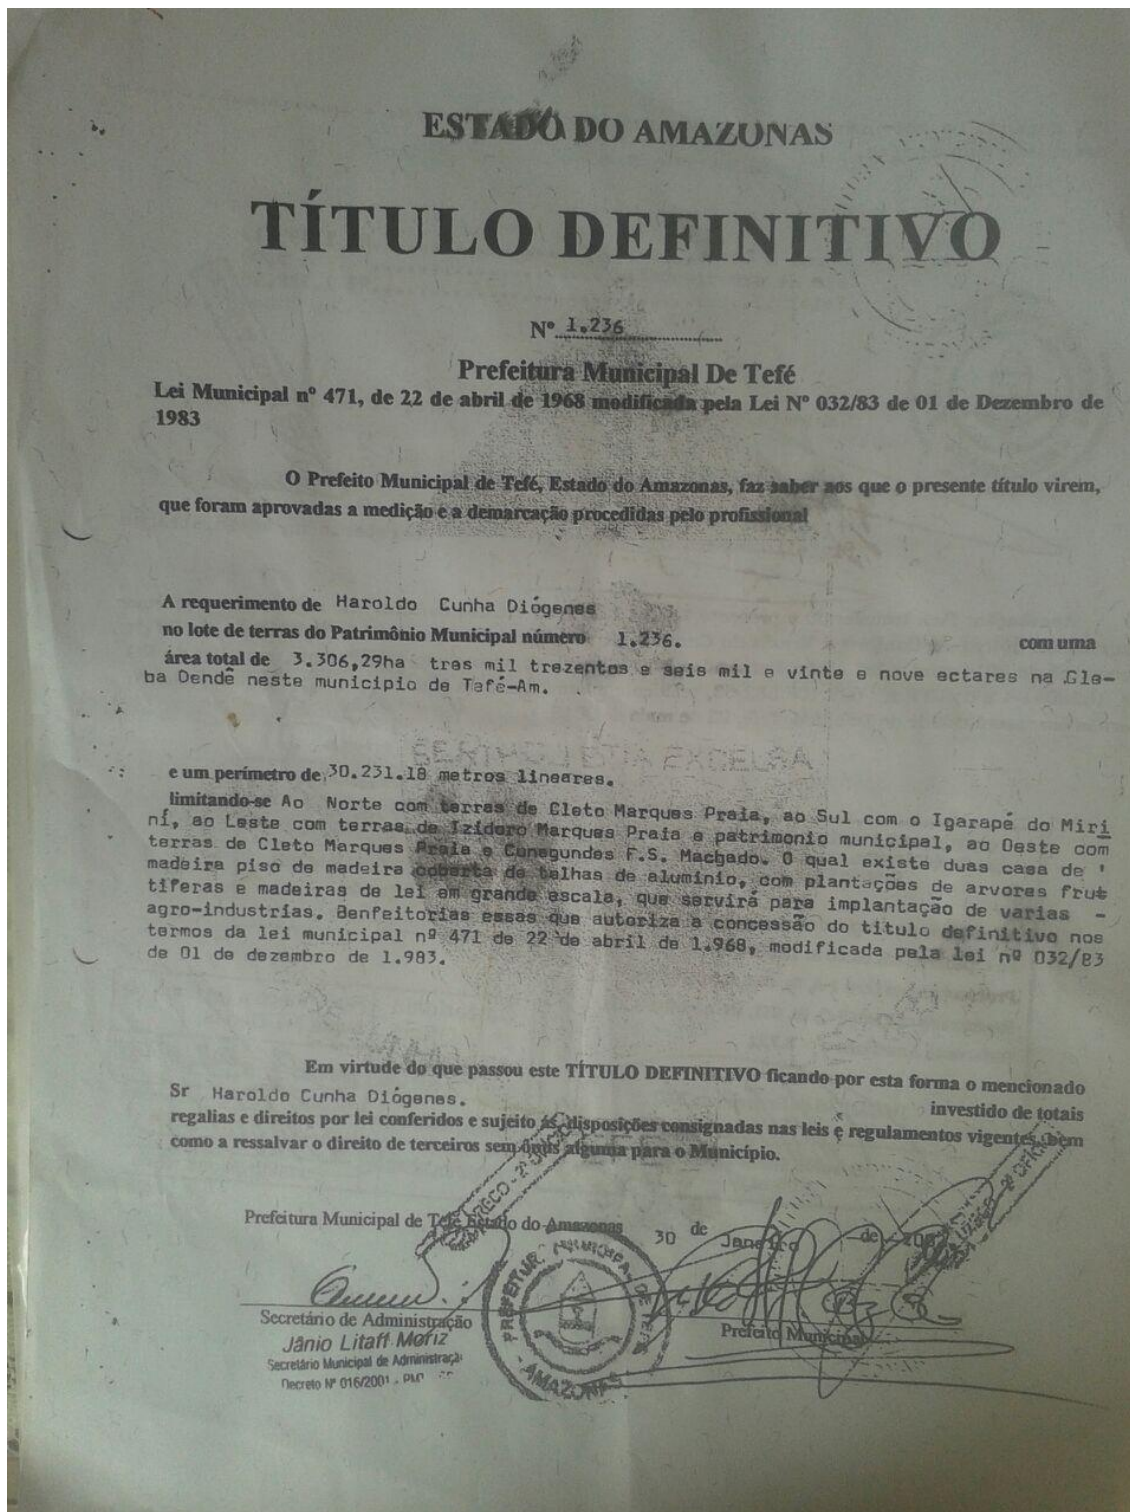 ESTADO DO AMAZONAS
TÍTULO DEFINITIVO
Nº 1.236
Prefeitura Municipal De Tefé
Lei Municipal nº 471, de 22 de abril de 1968 modificada pela Lei Nº 032/83 de 01 de Dezembro de
1983
O Prefeito Municipal de Tefé, Estado do Amazonas, faz saber aos que o presente título virem,
que foram aprovadas a medição e a demarcação procedidas pelo profissional
A requerimento de Haroldo Cunha Diógenes
no lote de terras do Patrimônio Municipal número 1.236. com uma
área total de 3.306,29ha tres mil trezentos e seis mil e vinte e nove ectares na Gle-
ba Dendê neste municipio de Tefé-Am.
BERTHOLLETIA EXCELSA
e um perímetro de 30.231.18 metros lineares.
limitando-se Ao Norte com terras de Cleto Marques Praia, ao Sul com o Igarapé do Miri
ní, ao Leste com terras de Izidoro Marques Praia e patrimonio municipal, ao Oeste com
terras de Cleto Marques Praia e Conegundes F.S. Machado. O qual existe duas casa de '
madeira piso de madeira coberta de telhas de aluminio, com plantações de arvores frut
tiferas e madeiras de lei em grande escala, que servirá para implantação de varias -
agro-industrias. Benfeitorias essas que autoriza a concessão do titulo definitivo nos
termos da lei municipal nº 471 de 22 de abril de 1.968, modificada pela lei nº 032/83
de 01 de dezembro de 1.983.
Em virtude do que passou este TÍTULO DEFINITIVO ficando por esta forma o mencionado
Sr Haroldo Cunha Diógenes. investido de totais
regalias e direitos por lei conferidos e sujeito ás disposições consignadas nas leis e regulamentos vigentes, bem
como a ressalvar o direito de terceiros sem ônus alguma para o Município.
Prefeitura Municipal de Tefé Estado do Amazonas 30 de Janeiro de
Secretário de Administração
Prefeito Municipal
Jânio Litaff Moriz
Secretário Municipal de Administração
Decreto Nº 016/2001 -
PREFEITURA MUNICIPAL DE TEFÉ
- AMAZONAS -